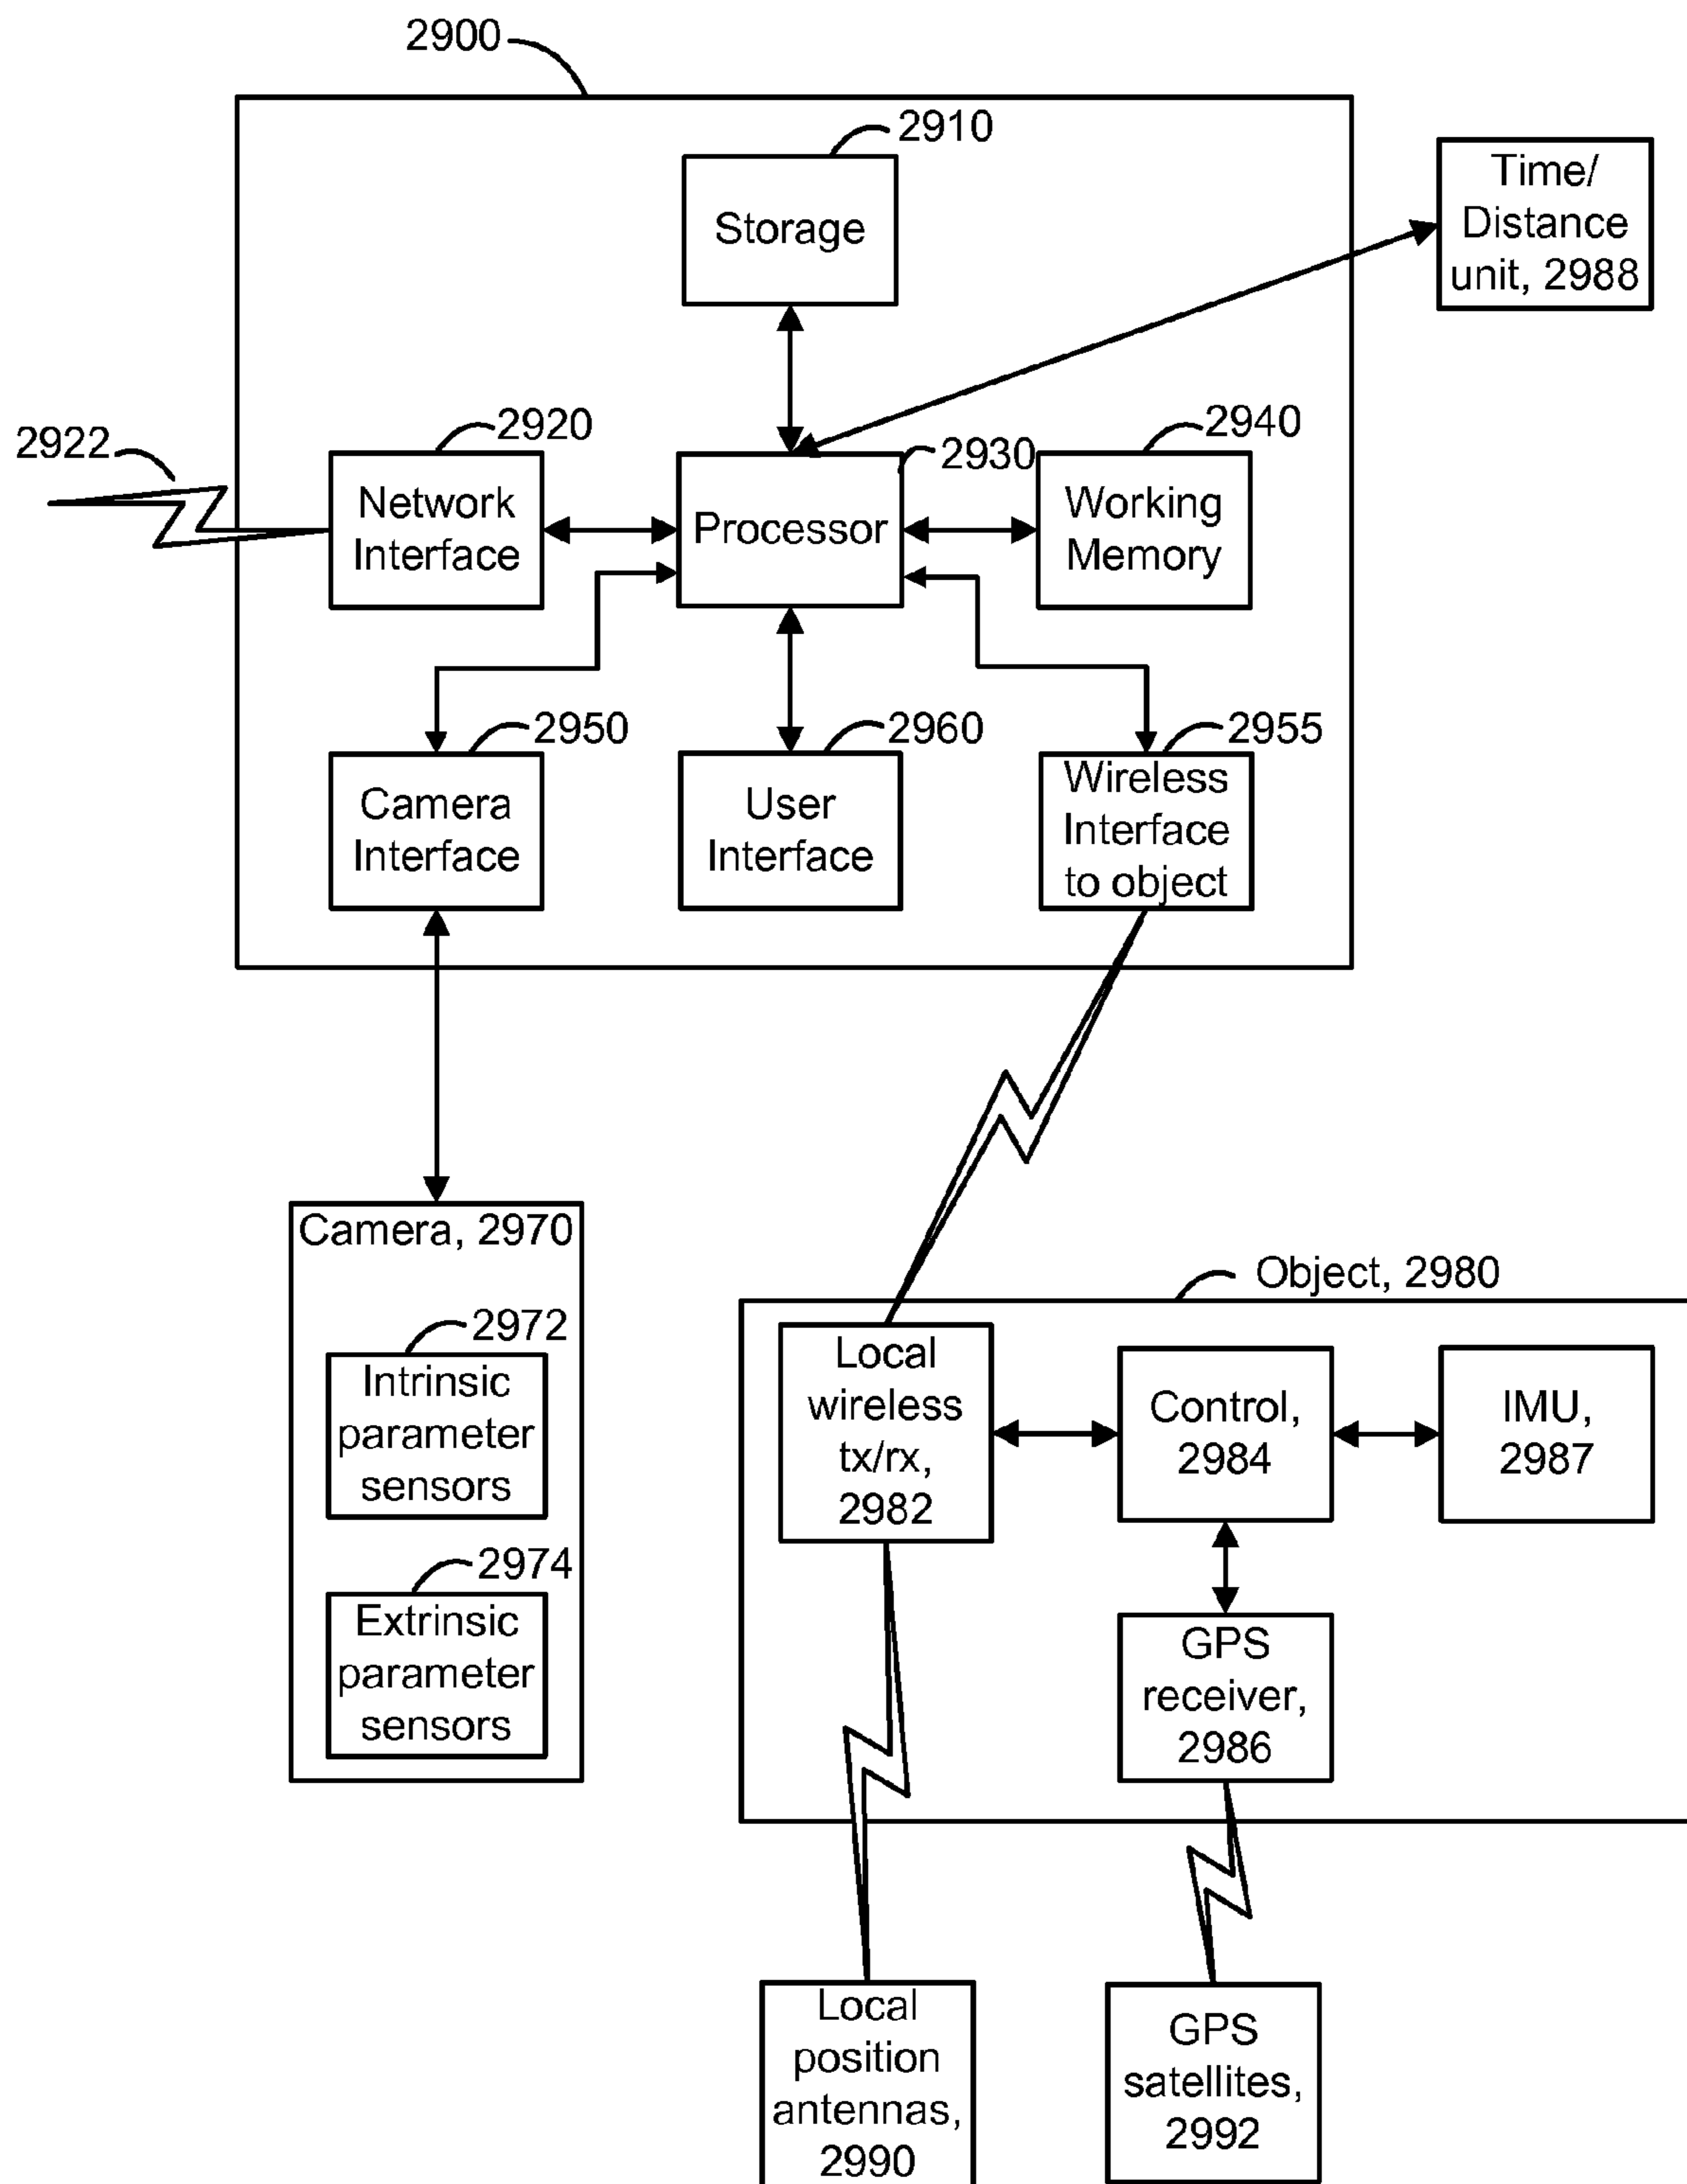 2900
2910
Storage
Time/
Distance
unit, 2988
2922
2920
2930
2940
Network
Interface
Processor
Working
Memory
2950
2960
2955
Camera
Interface
User
Interface
Wireless
Interface
to object
Camera, 2970
2972
Intrinsic
parameter
sensors
2974
Extrinsic
parameter
sensors
Object, 2980
Local
wireless
tx/rx,
2982
Control,
2984
IMU,
2987
GPS
receiver,
2986
Local
position
antennas,
2990
GPS
satellites,
2992